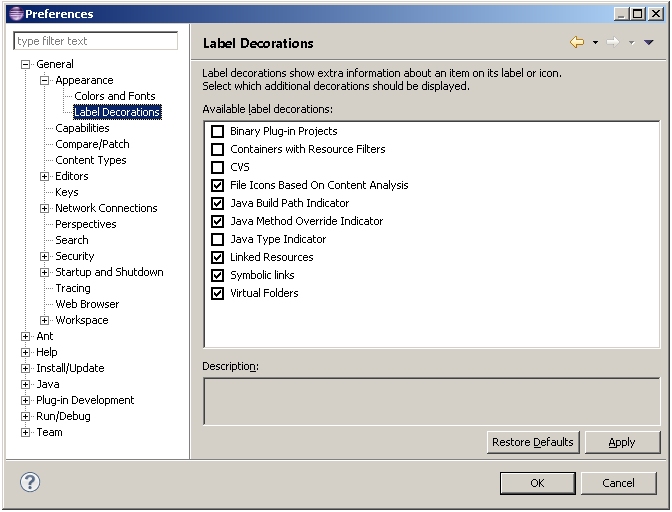 Preferences
type filter text
General
Appearance
Colors and Fonts
Label Decorations
Capabilities
Compare/Patch
Content Types
Editors
Keys
Network Connections
Perspectives
Search
Security
Startup and Shutdown
Tracing
Web Browser
Workspace
Ant
Help
Install/Update
Java
Plug-in Development
Run/Debug
Team
Label Decorations
Label decorations show extra information about an item on its label or icon.
Select which additional decorations should be displayed.
Available label decorations:
Binary Plug-in Projects
Containers with Resource Filters
CVS
File Icons Based On Content Analysis
Java Build Path Indicator
Java Method Override Indicator
Java Type Indicator
Linked Resources
Symbolic links
Virtual Folders
Description:
Restore Defaults
Apply
?
OK
Cancel